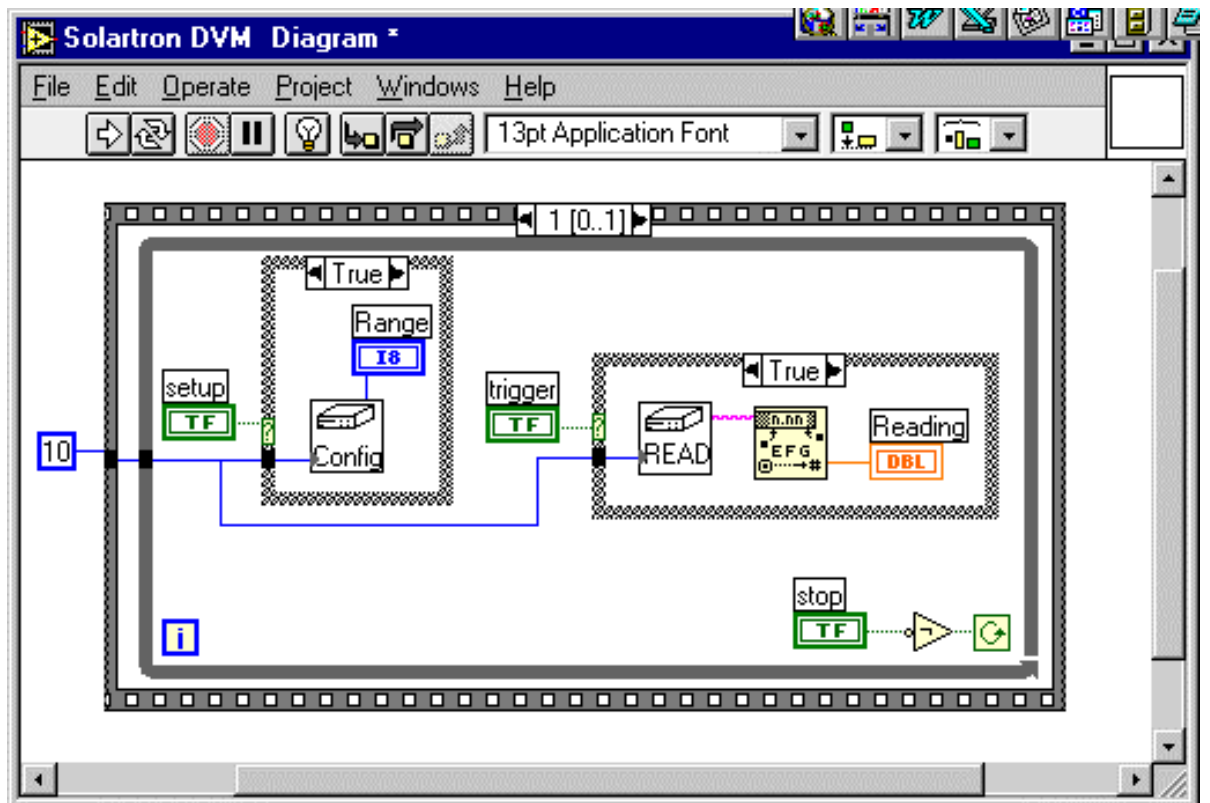 Solartron DVM Diagram *
File Edit Operate Project Windows Help
13pt Application Font
1 [0..1]
True
Range
I8
setup
TF
Config
10
trigger
TF
True
READ
n.nn
EFG
#
Reading
DBL
stop
TF
i